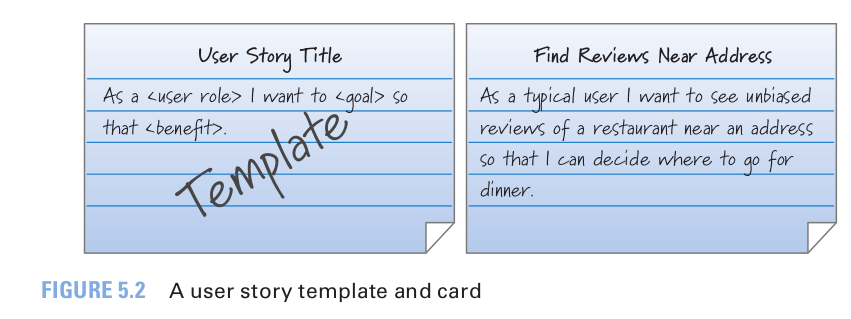 User Story Title
As a <user role> I want to <goal> so
that <benefit>.
Template
Find Reviews Near Address
As a typical user I want to see unbiased
reviews of a restaurant near an address
so that I can decide where to go for
dinner.
FIGURE 5.2 A user story template and card